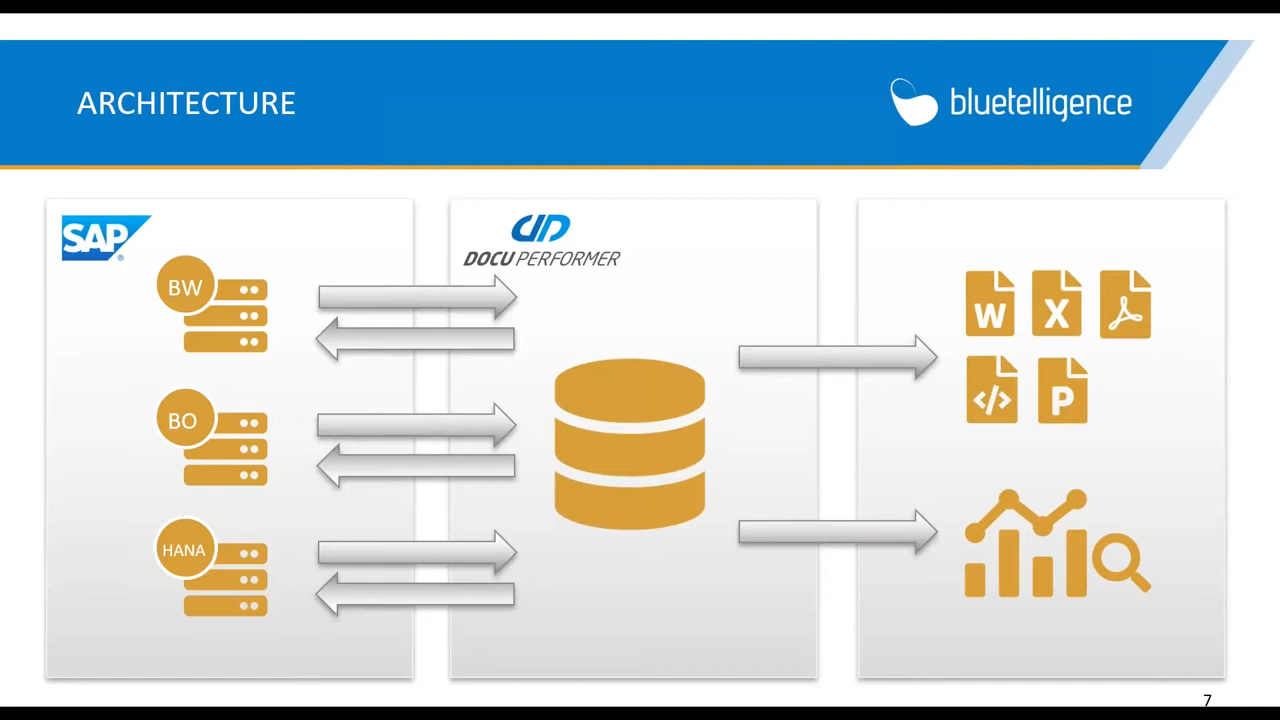 ARCHITECTURE
bluetelligence
SAP®
DOCU PERFORMER
BW
BO
HANA
W X
</> P
7